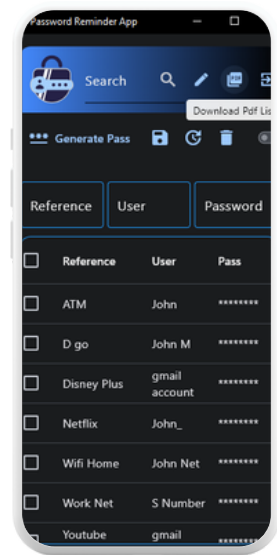 Password Reminder App
Search
Download Pdf Lis
Generate Pass
Reference User Password
Reference User Pass
ATM John ********
D go John M ********
Disney Plus gmail account ********
Netflix John_ ********
Wifi Home John Net ********
Work Net S Number ********
Youtube gmail ********